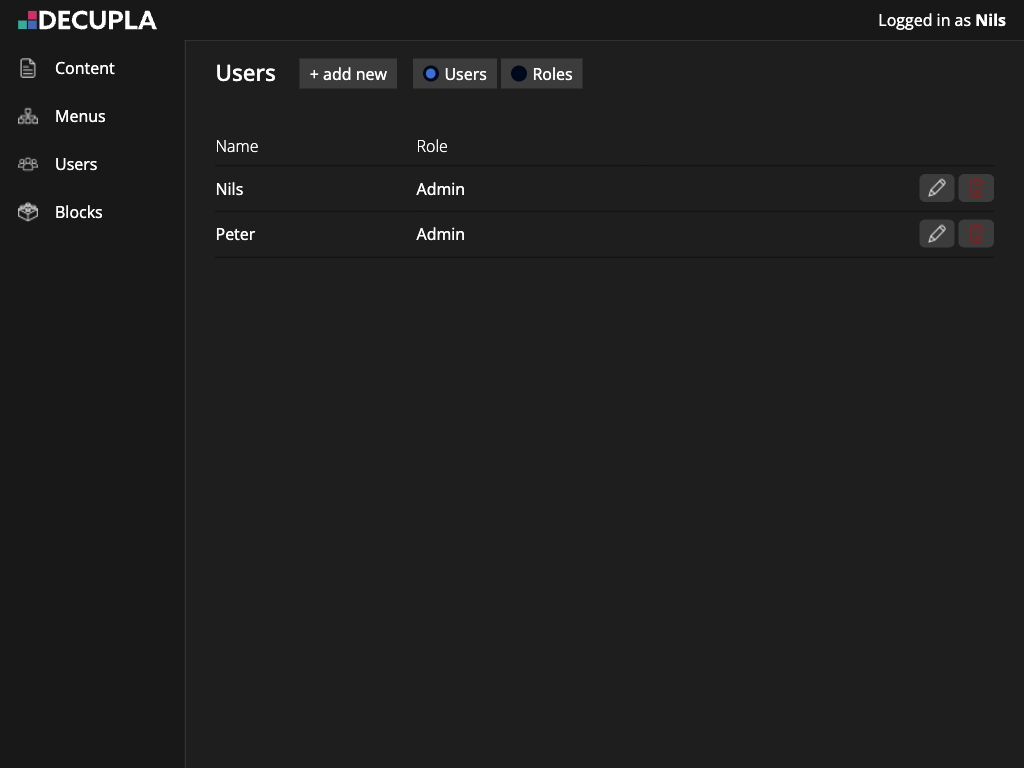 DECUPLA
Logged in as Nils
Content
Menus
Users
Blocks
Users + add new Users Roles
Name Role
Nils Admin
Peter Admin